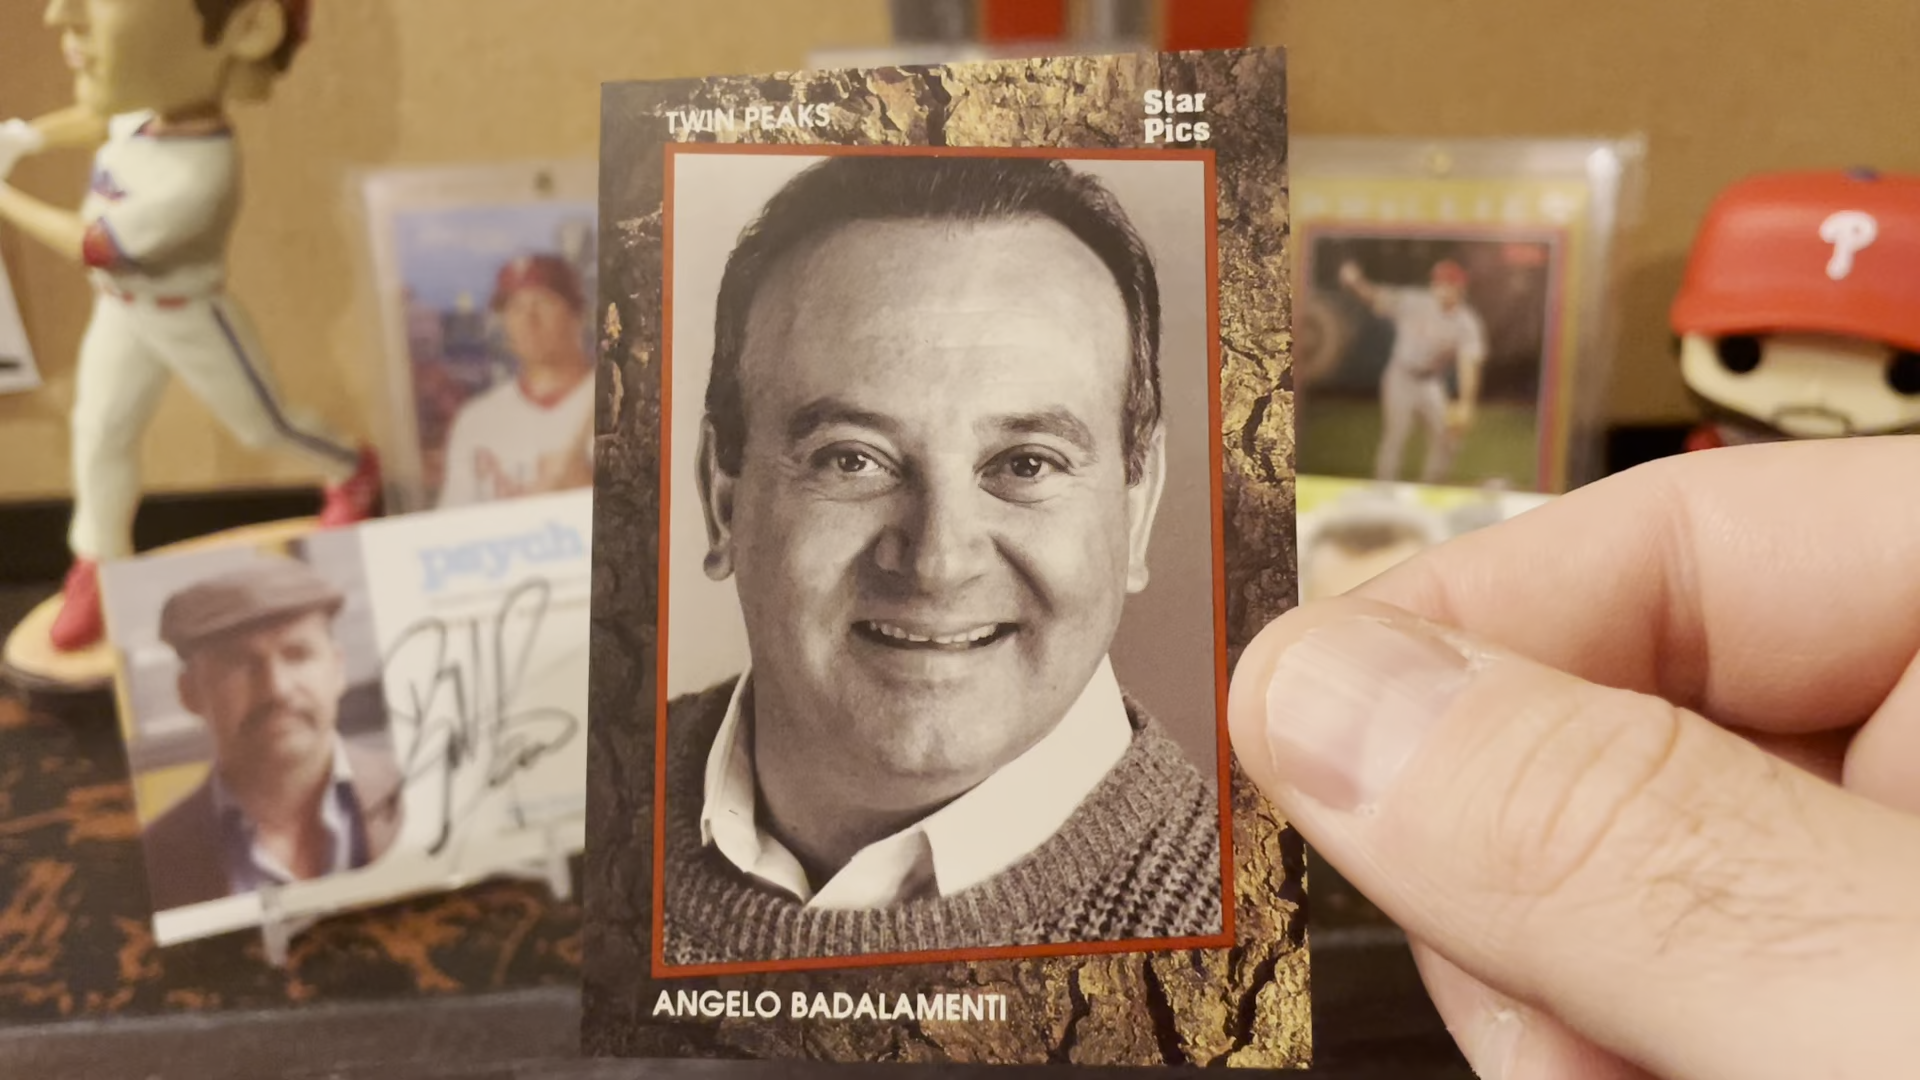 TWIN PEAKS
Star
Pics
psych
P
ANGELO BADALAMENTI